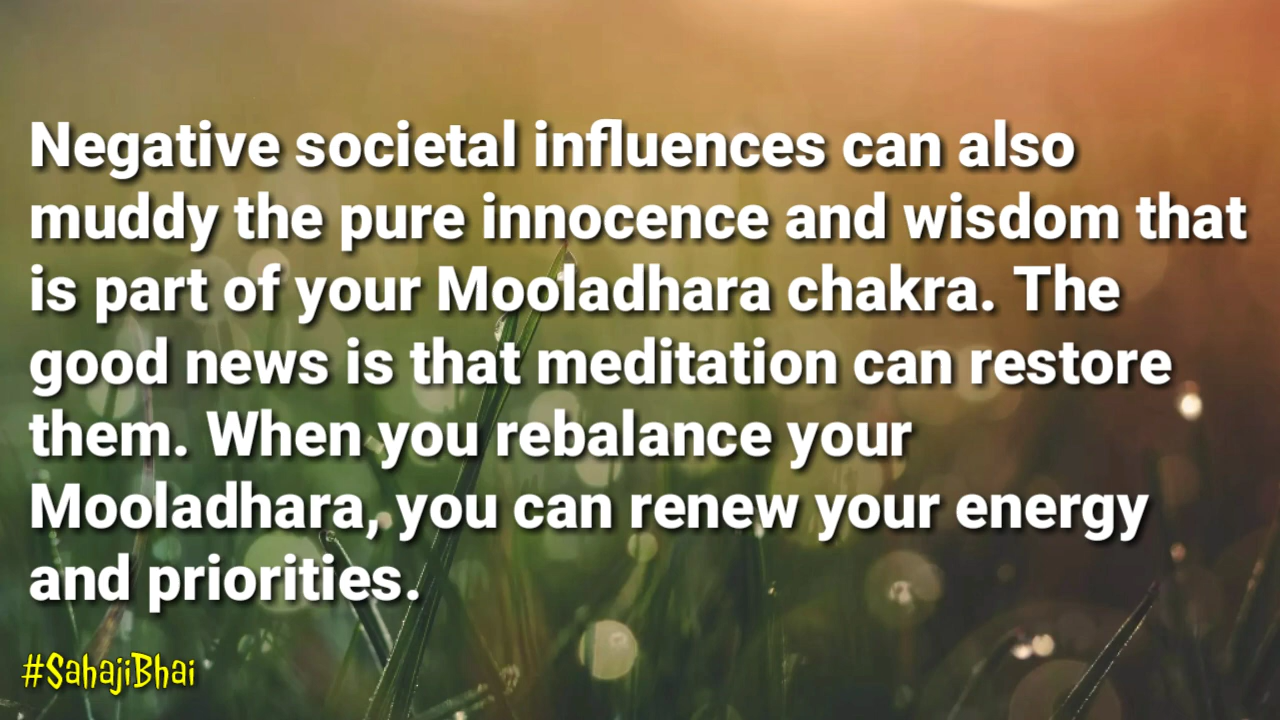 Negative societal influences can also
muddy the pure innocence and wisdom that
is part of your Mooladhara chakra. The
good news is that meditation can restore
them. When you rebalance your
Mooladhara, you can renew your energy
and priorities.
#SahajiBhai